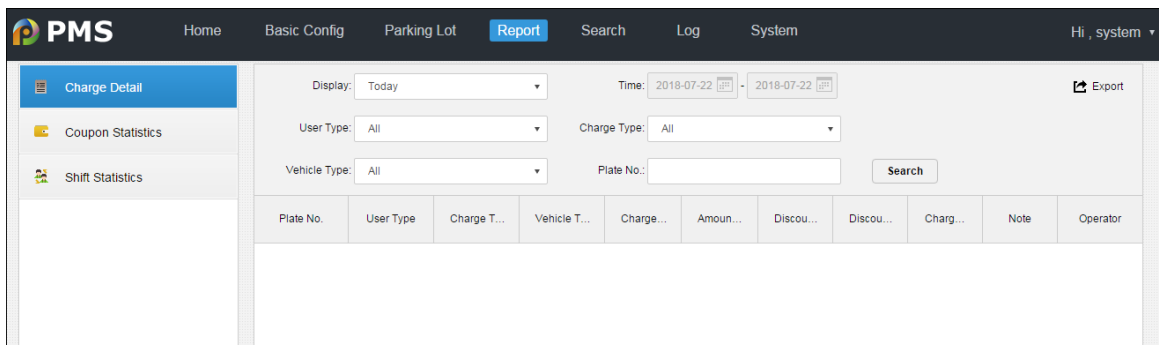 PMS Home Basic Config Parking Lot Report Search Log System Hi , system
Charge Detail
Coupon Statistics
Shift Statistics
Display: Today Time: 2018-07-22 - 2018-07-22 Export
User Type: All Charge Type: All
Vehicle Type: All Plate No.: Search
Plate No. User Type Charge T... Vehicle T... Charge... Amoun... Discou... Discou... Charg... Note Operator